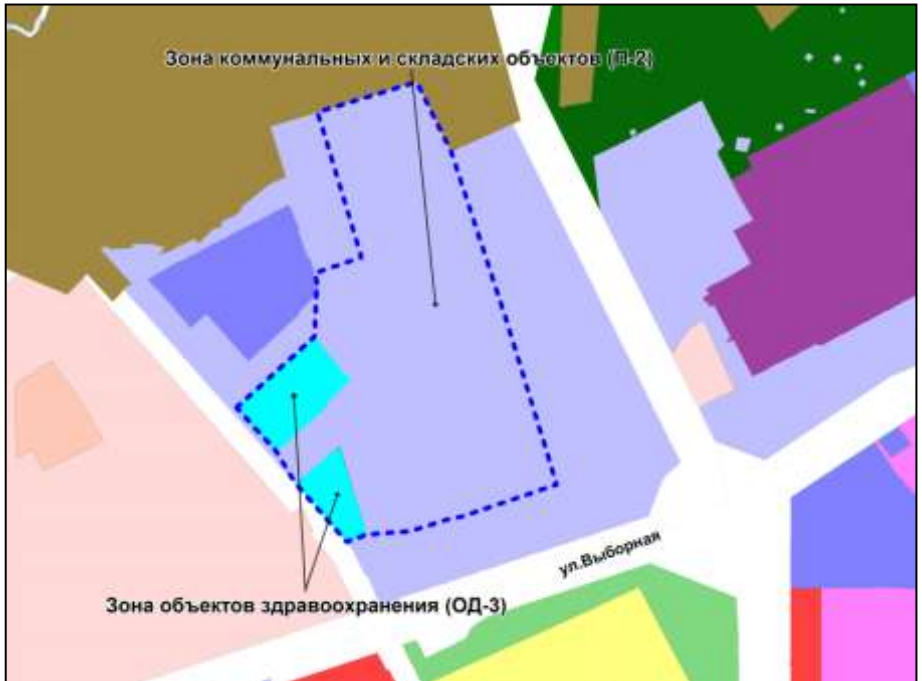 Зона коммунальных и складских объектов (П-2)
ул.Выборная
Зона объектов здравоохранения (ОД-3)